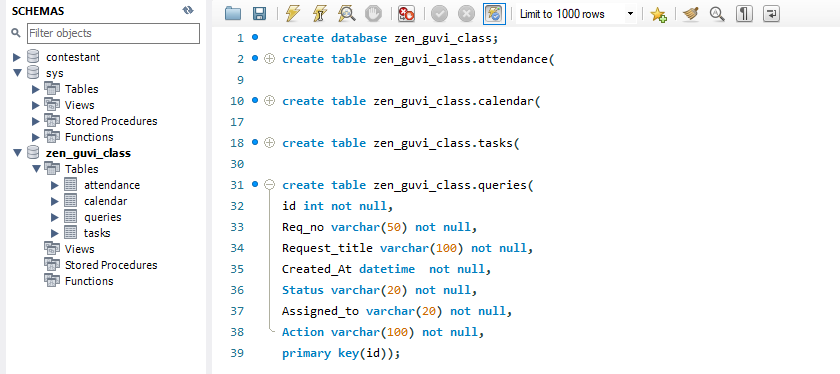 SCHEMAS
Filter objects
contestant
sys
Tables
Views
Stored Procedures
Functions
zen_guvi_class
Tables
attendance
calendar
queries
tasks
Views
Stored Procedures
Functions
Limit to 1000 rows
1 create database zen_guvi_class;
2 create table zen_guvi_class.attendance(
9
10 create table zen_guvi_class.calendar(
17
18 create table zen_guvi_class.tasks(
30
31 create table zen_guvi_class.queries(
32 id int not null,
33 Req_no varchar(50) not null,
34 Request_title varchar(100) not null,
35 Created_At datetime  not null,
36 Status varchar(20) not null,
37 Assigned_to varchar(20) not null,
38 Action varchar(100) not null,
39 primary key(id));